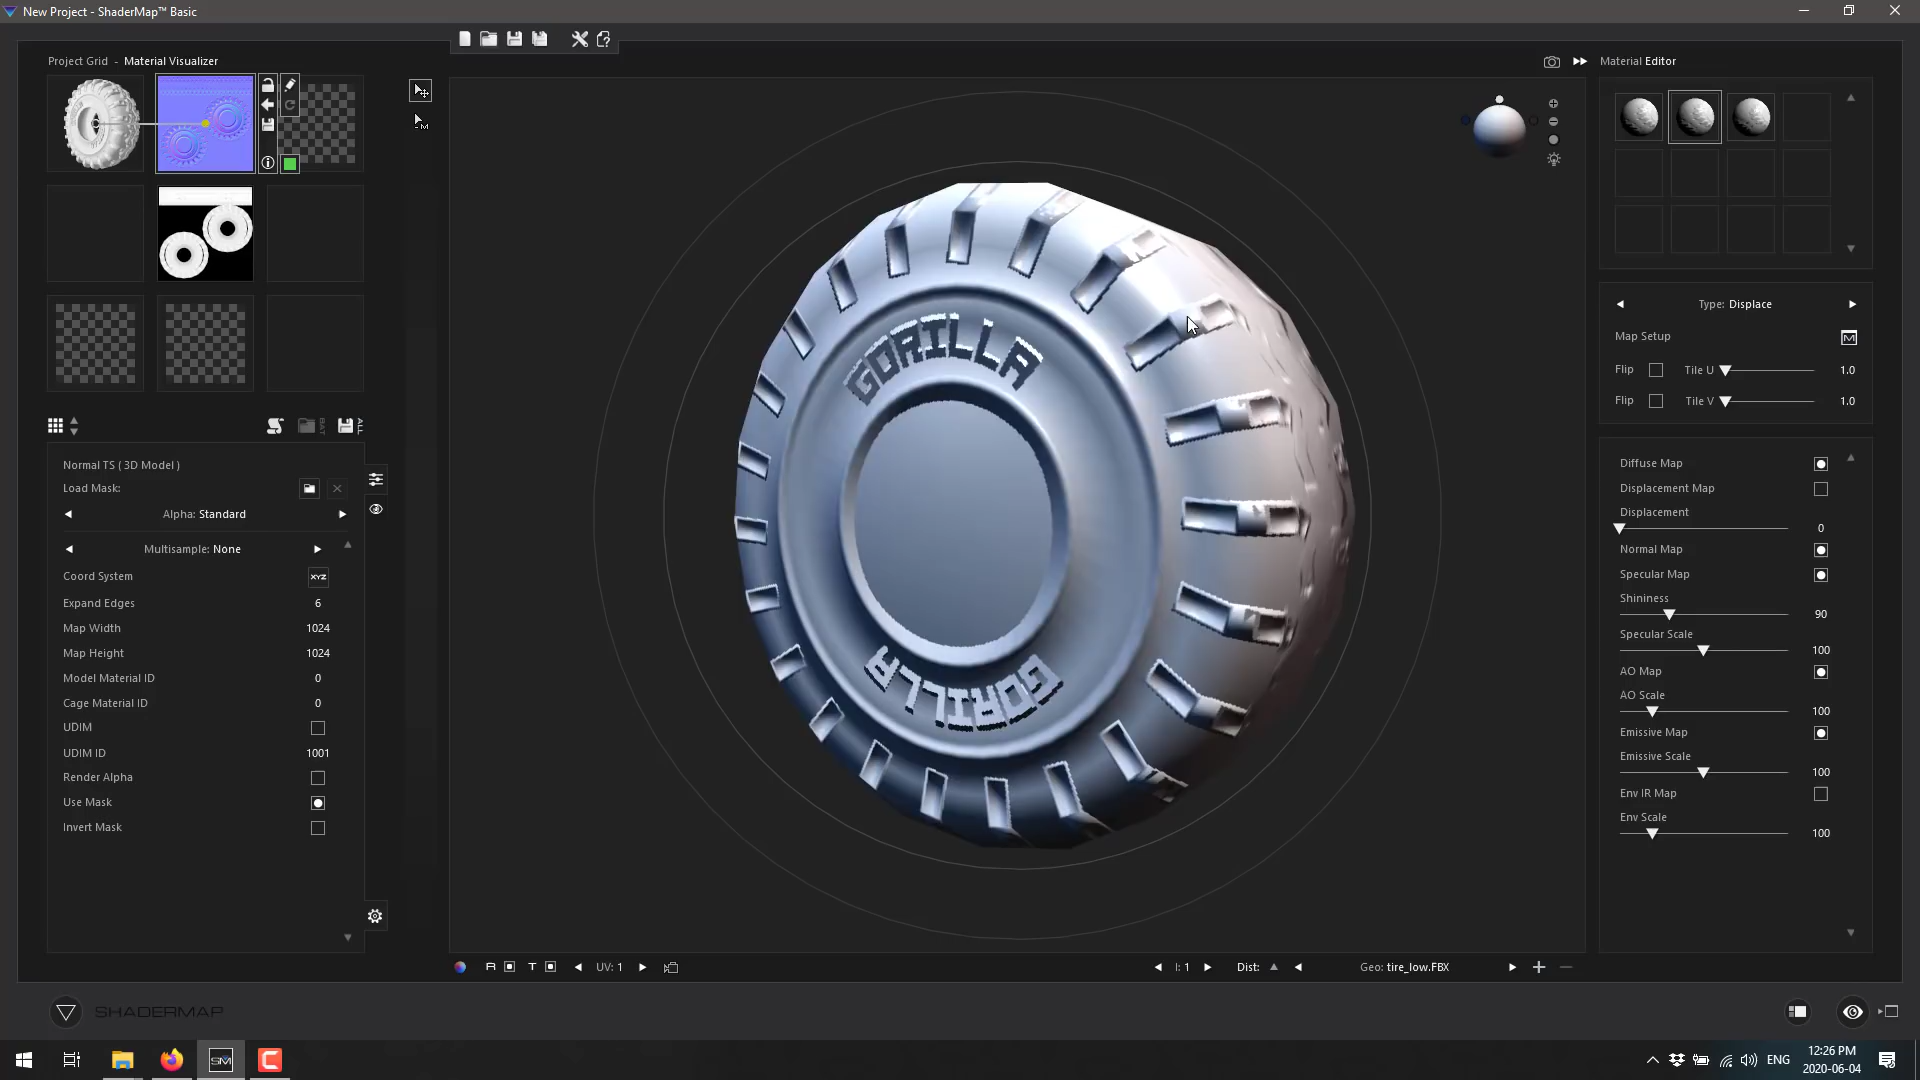 New Project - ShaderMap™ Basic
Project Grid - Material Visualizer
Material Editor
Type: Displace
Map Setup
M
Flip Tile U 1.0
Flip Tile V 1.0
ALL
BAT
Normal TS ( 3D Model )
Load Mask:
Alpha: Standard
Multisample: None
Coord System XYZ
Expand Edges 6
Map Width 1024
Map Height 1024
Model Material ID 0
Cage Material ID 0
UDIM
UDIM ID 1001
Render Alpha
Use Mask
Invert Mask
GORILLA
GORILLA
Diffuse Map
Displacement Map
Displacement
0
Normal Map
Specular Map
Shininess
90
Specular Scale
100
AO Map
AO Scale
100
Emissive Map
Emissive Scale
100
Env IR Map
Env Scale
100
A T UV: 1
I: 1 Dist: Geo: tire_low.FBX
SHADERMAP
SM
C
ENG
12:26 PM
2020-06-04